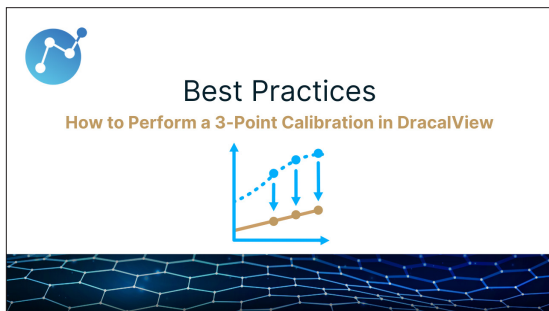 Best Practices
How to Perform a 3-Point Calibration in DracalView